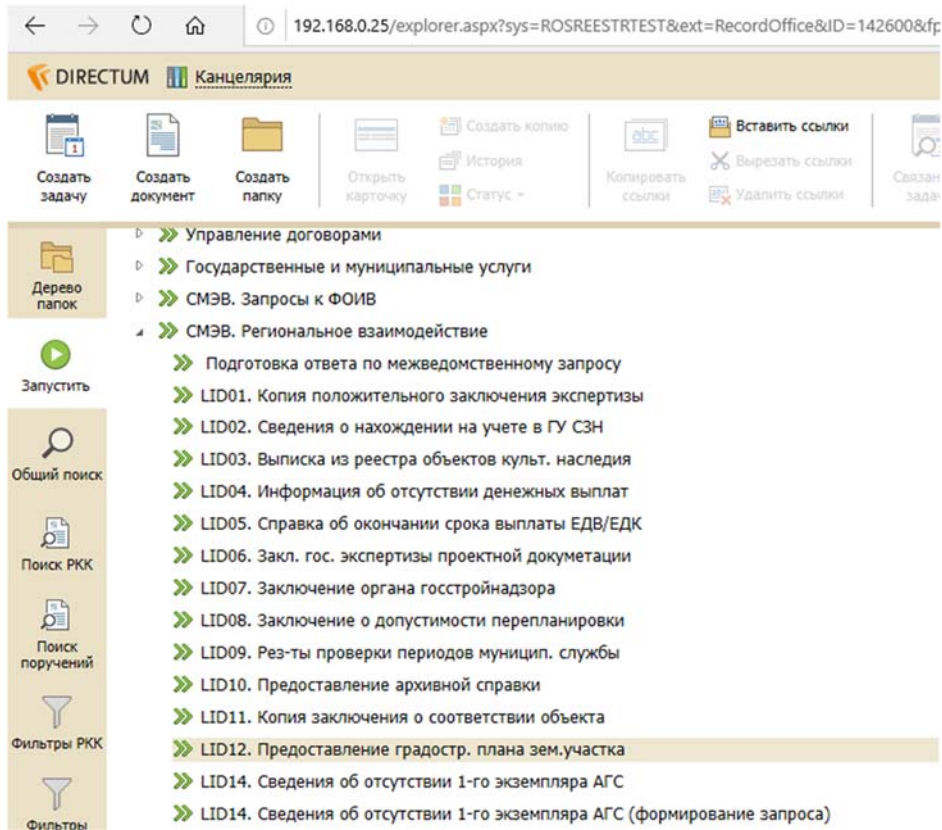 192.168.0.25/explorer.aspx?sys=ROSREESTRTEST&ext=RecordOffice&ID=142600&fp
DIRECTUM Канцелярия
Создать задачу
Создать документ
Создать папку
Открыть карточку
Создать копию
История
Статус
abc
Копировать ссылки
Вставить ссылки
Вырезать ссылки
Удалить ссылки
Дерево папок
Запустить
Общий поиск
Поиск РКК
Поиск поручений
Фильтры РКК
Фильтры
Управление договорами
Государственные и муниципальные услуги
СМЭВ. Запросы к ФОИВ
СМЭВ. Региональное взаимодействие
Подготовка ответа по межведомственному запросу
LID01. Копия положительного заключения экспертизы
LID02. Сведения о нахождении на учете в ГУ СЗН
LID03. Выписка из реестра объектов культ. наследия
LID04. Информация об отсутствии денежных выплат
LID05. Справка об окончании срока выплаты ЕДВ/ЕДК
LID06. Закл. гос. экспертизы проектной докуметации
LID07. Заключение органа госстройнадзора
LID08. Заключение о допустимости перепланировки
LID09. Рез-ты проверки периодов муницип. службы
LID10. Предоставление архивной справки
LID11. Копия заключения о соответствии объекта
LID12. Предоставление градостр. плана зем.участка
LID14. Сведения об отсутствии 1-го экземпляра АГС
LID14. Сведения об отсутствии 1-го экземпляра АГС (формирование запроса)